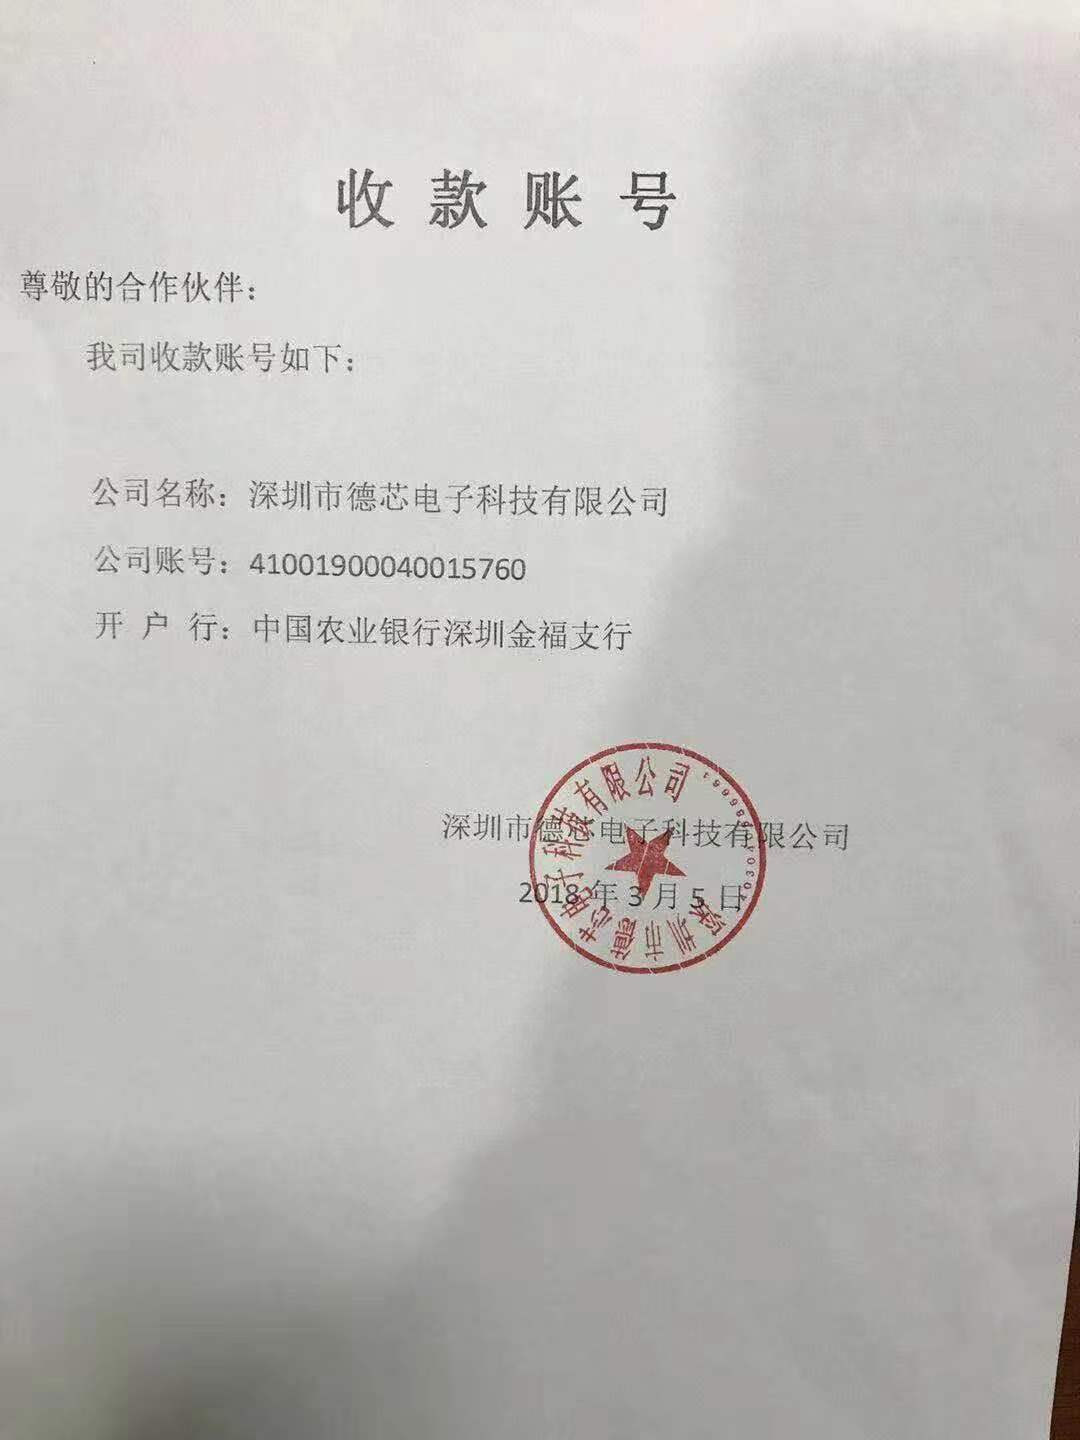 收款账号
尊敬的合作伙伴：
我司收款账号如下：
公司名称：深圳市德芯电子科技有限公司
公司账号：41001900040015760
开 户 行：中国农业银行深圳金福支行
深圳市德芯电子科技有限公司
2018 年 3 月 5 日
深圳市德芯电子科技有限公司